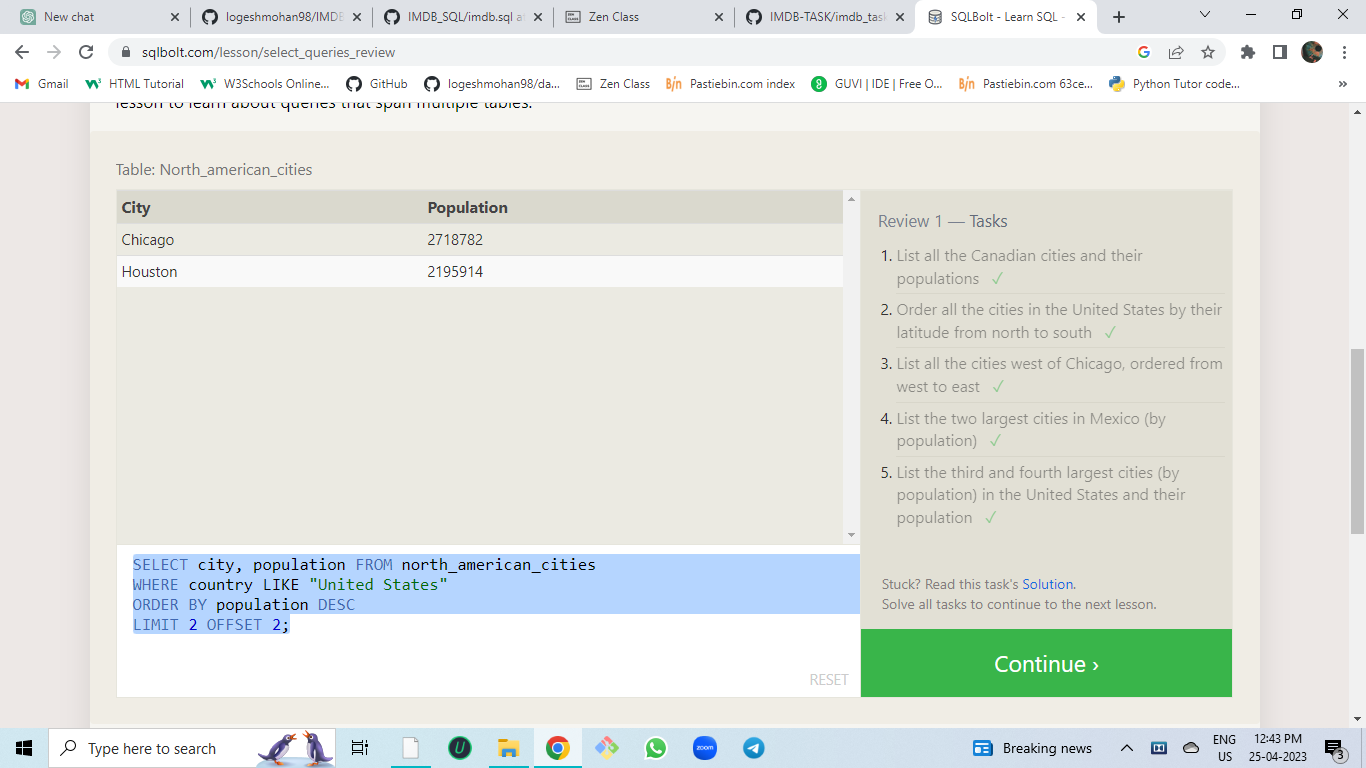 New chat
logeshmohan98/IMDB
IMDB_SQL/imdb.sql at
Zen Class
IMDB-TASK/imdb_task
SQLBolt - Learn SQL -
sqlbolt.com/lesson/select_queries_review
Gmail
HTML Tutorial
W3Schools Online...
GitHub
logeshmohan98/da...
Zen Class
Pastiebin.com index
GUVI | IDE | Free O...
Pastiebin.com 63ce...
Python Tutor code...
»
lesson to learn about queries that span multiple tables.
Table: North_american_cities
City Population
Chicago 2718782
Houston 2195914
SELECT city, population FROM north_american_cities
WHERE country LIKE "United States"
ORDER BY population DESC
LIMIT 2 OFFSET 2;
RESET
Review 1 — Tasks
1. List all the Canadian cities and their
populations ✓
2. Order all the cities in the United States by their
latitude from north to south ✓
3. List all the cities west of Chicago, ordered from
west to east ✓
4. List the two largest cities in Mexico (by
population) ✓
5. List the third and fourth largest cities (by
population) in the United States and their
population ✓
Stuck? Read this task's Solution.
Solve all tasks to continue to the next lesson.
Continue ›
Type here to search
zoom
Breaking news
ENG
US
12:43 PM
25-04-2023
3